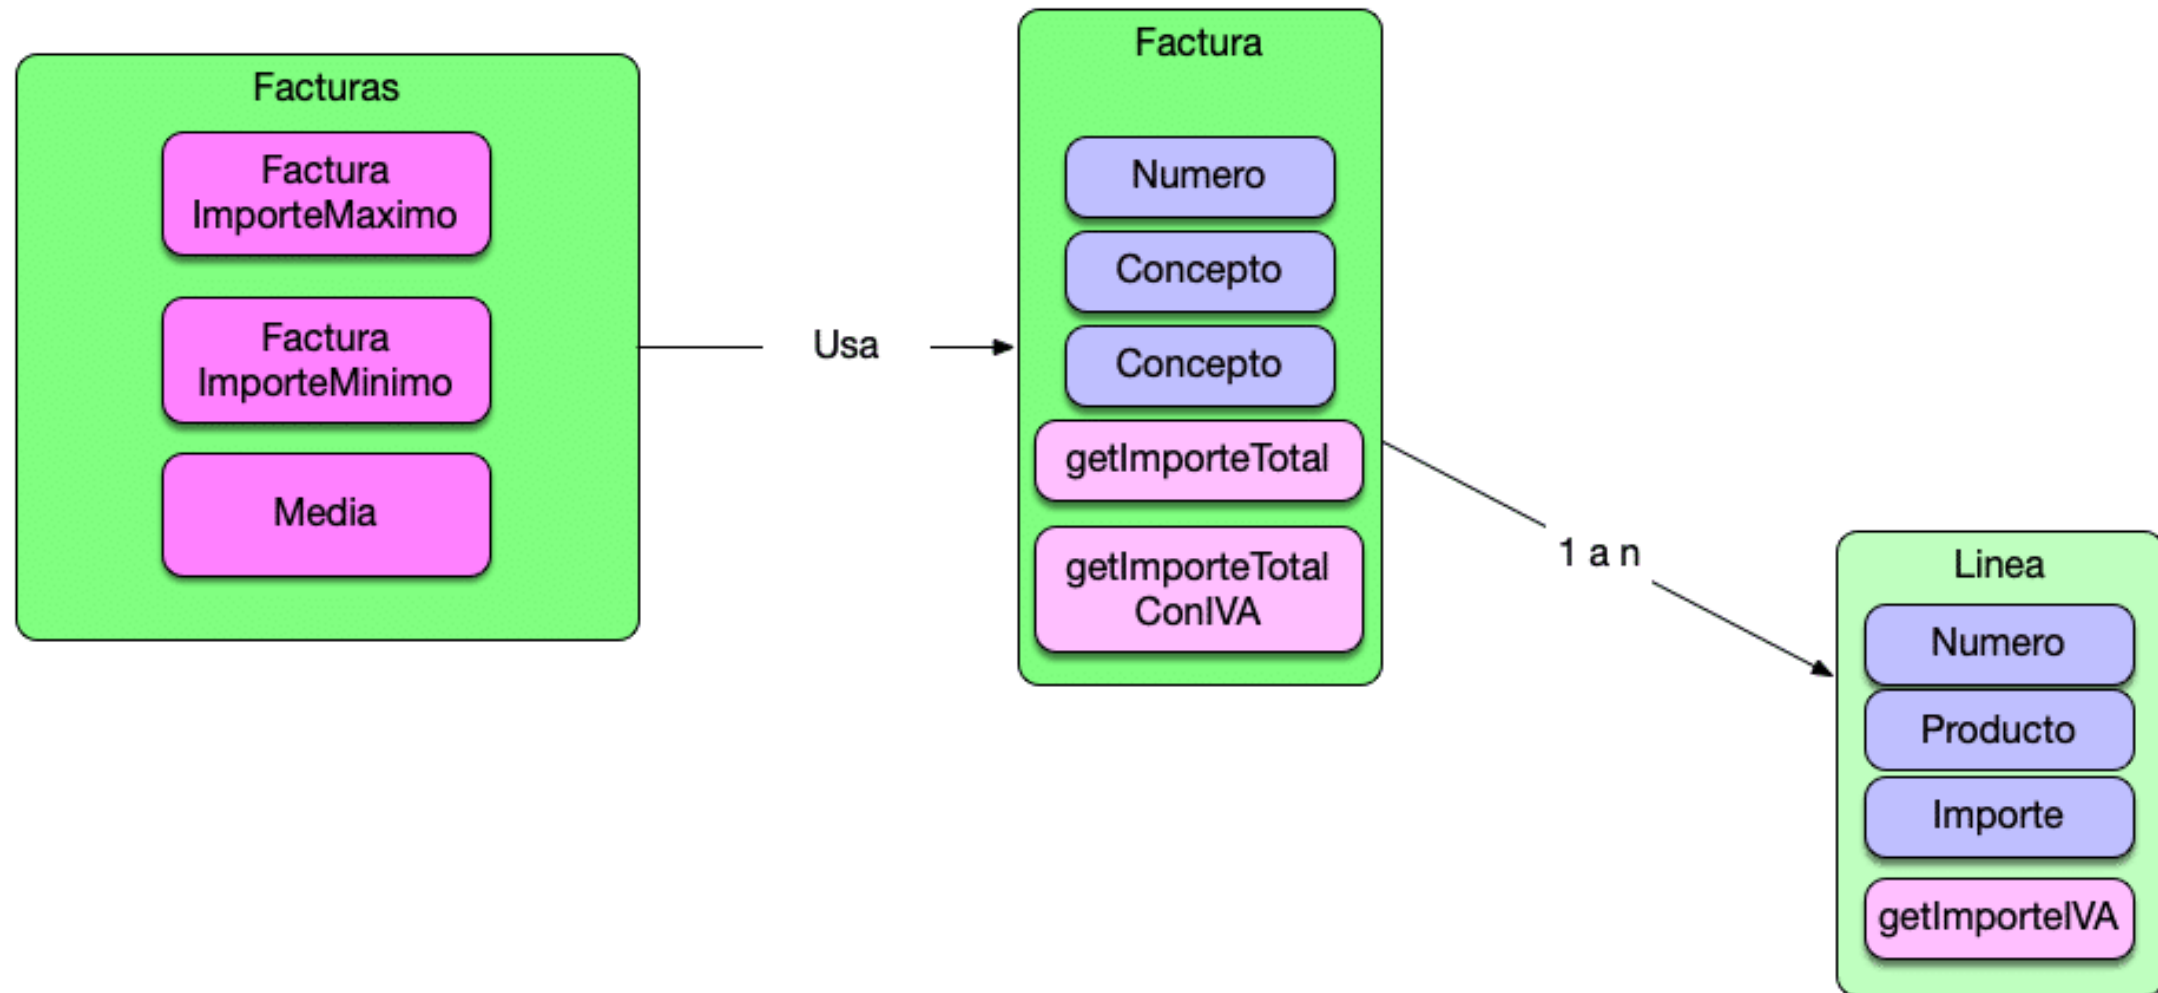 Facturas
Factura
ImporteMaximo
Factura
ImporteMinimo
Media
Usa
Factura
Numero
Concepto
Concepto
getImporteTotal
getImporteTotal
ConIVA
1 a n
Linea
Numero
Producto
Importe
getImporteIVA